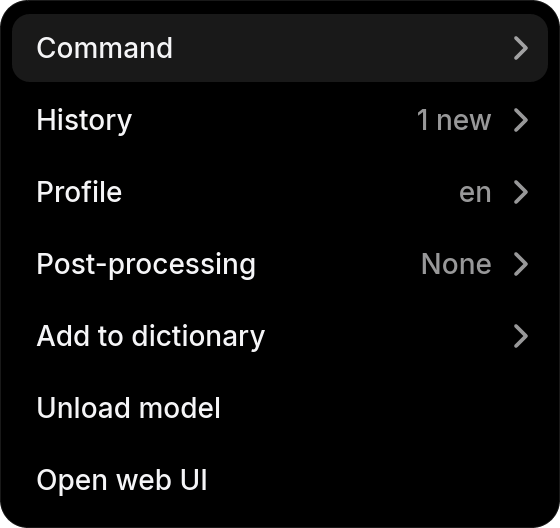 Command
History 1 new
Profile en
Post-processing None
Add to dictionary
Unload model
Open web UI